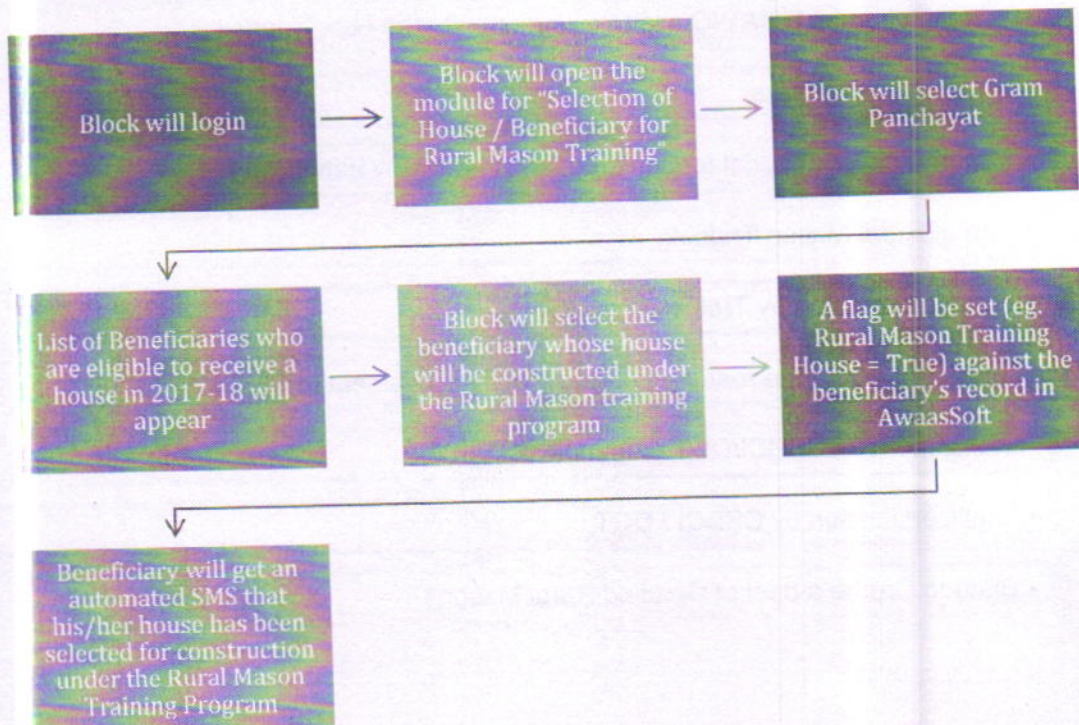 Block will login
Block will open the
module for "Selection of
House / Beneficiary for
Rural Mason Training"
Block will select Gram
Panchayat
List of Beneficiaries who
are eligible to receive a
house in 2017-18 will
appear
Block will select the
beneficiary whose house
will be constructed under
the Rural Mason training
program
A flag will be set (eg.
Rural Mason Training
House = True) against the
beneficiary's record in
AwaasSoft
Beneficiary will get an
automated SMS that
his/her house has been
selected for construction
under the Rural Mason
Training Program